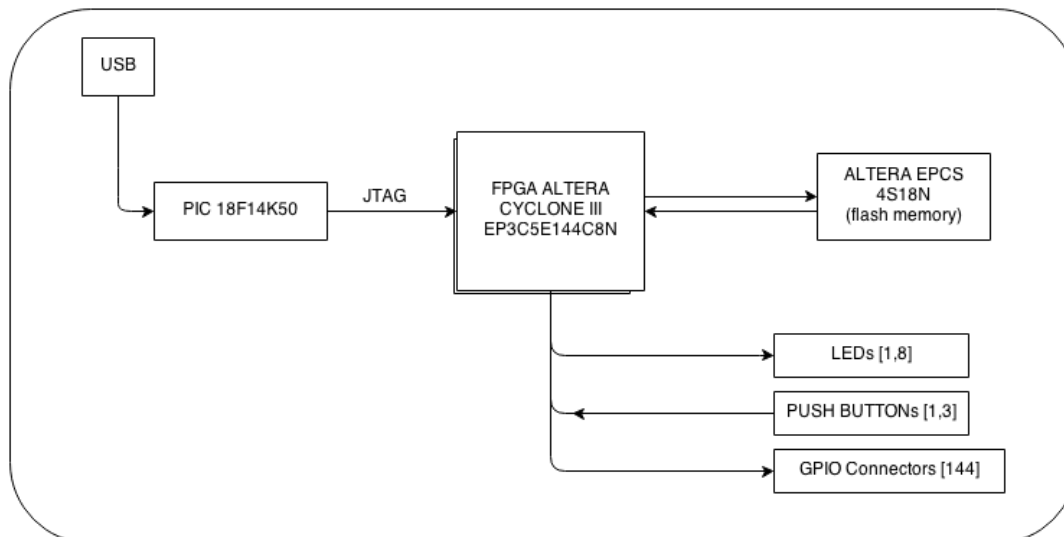 USB
PIC 18F14K50
JTAG
FPGA ALTERA
CYCLONE III
EP3C5E144C8N
ALTERA EPCS
4S18N
(flash memory)
LEDs [1,8]
PUSH BUTTONs [1,3]
GPIO Connectors [144]